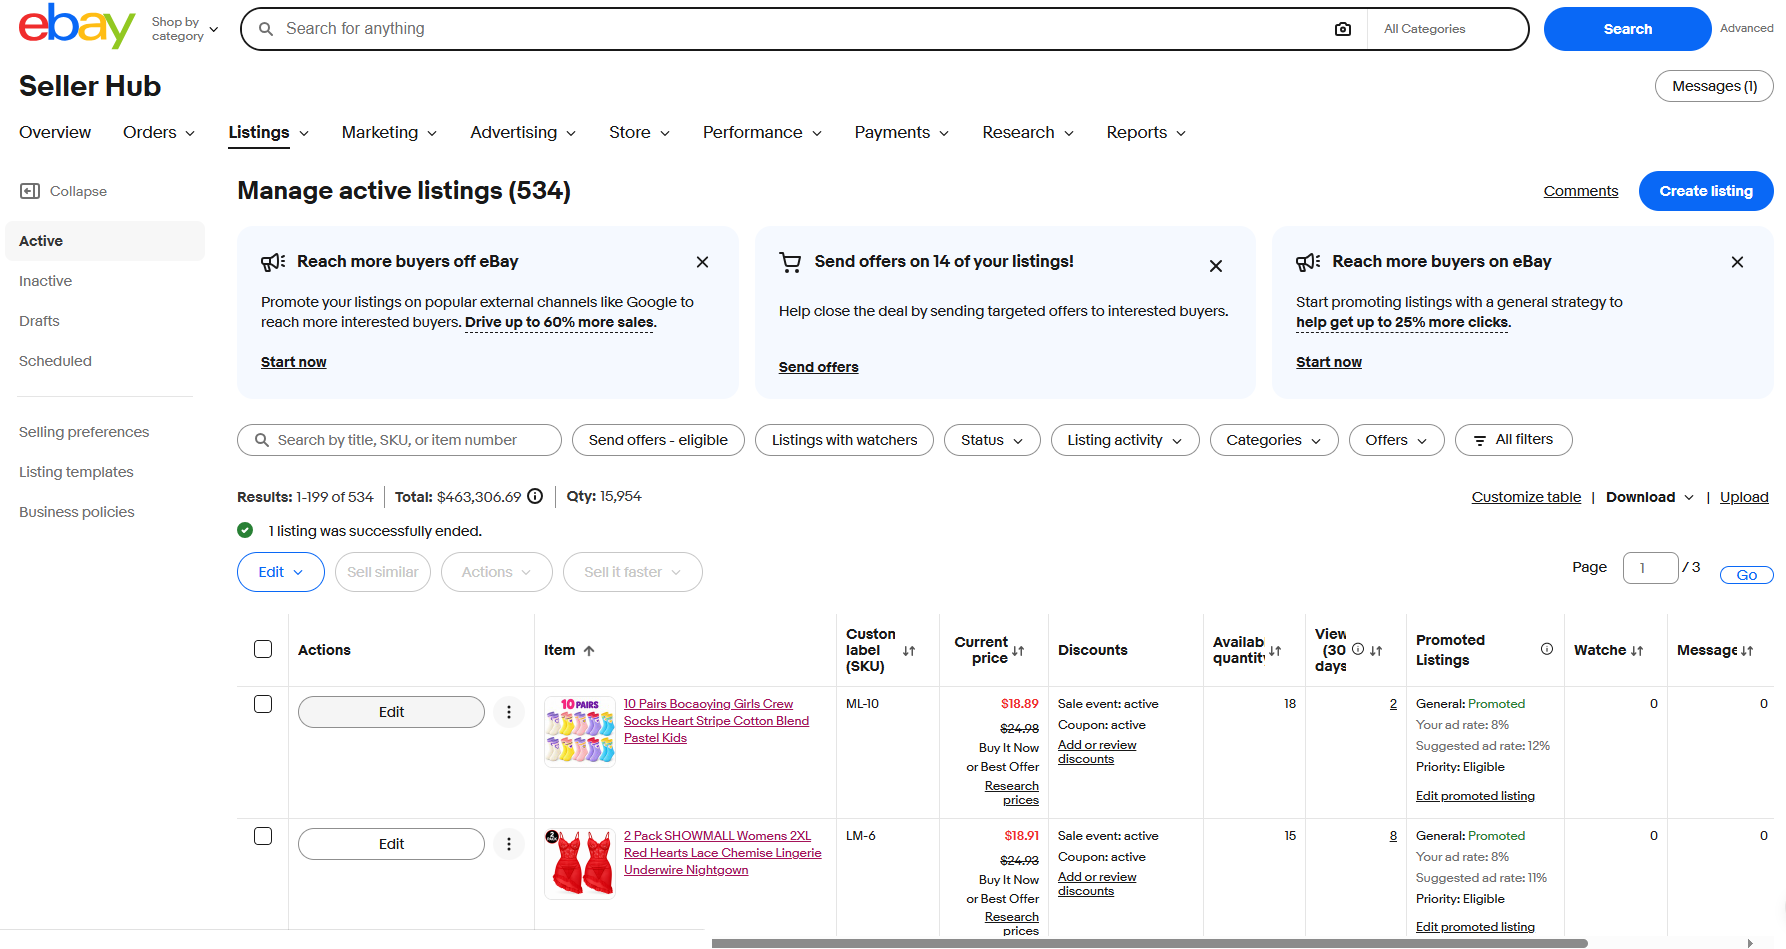 ebay
Shop by category
Search for anything
All Categories
Search
Advanced
Seller Hub
Messages (1)
Overview
Orders
Listings
Marketing
Advertising
Store
Performance
Payments
Research
Reports
Collapse
Active
Inactive
Drafts
Scheduled
Selling preferences
Listing templates
Business policies
Manage active listings (534)
Comments
Create listing
Reach more buyers off eBay
Promote your listings on popular external channels like Google to
reach more interested buyers. Drive up to 60% more sales.
Start now
Send offers on 14 of your listings!
Help close the deal by sending targeted offers to interested buyers.
Send offers
Reach more buyers on eBay
Start promoting listings with a general strategy to
help get up to 25% more clicks.
Start now
Search by title, SKU, or item number
Send offers - eligible
Listings with watchers
Status
Listing activity
Categories
Offers
All filters
Results: 1-199 of 534
Total: $463,306.69
Qty: 15,954
Customize table
Download
Upload
1 listing was successfully ended.
Edit
Sell similar
Actions
Sell it faster
Page
1
/ 3
Go
Actions
Item
Custon
label
(SKU)
Current
price
Discounts
Availab
quantit
View
(30
days
Promoted
Listings
Watche
Message
Edit
10 PAIRS
10 Pairs Bocaoying Girls Crew
Socks Heart Stripe Cotton Blend
Pastel Kids
ML-10
$18.89
$24.98
Buy It Now
or Best Offer
Research
prices
Sale event: active
Coupon: active
Add or review
discounts
18
2
General: Promoted
Your ad rate: 8%
Suggested ad rate: 12%
Priority: Eligible
Edit promoted listing
0
0
Edit
2 PACK
2 Pack SHOWMALL Womens 2XL
Red Hearts Lace Chemise Lingerie
Underwire Nightgown
LM-6
$18.91
$24.93
Buy It Now
or Best Offer
Research
prices
Sale event: active
Coupon: active
Add or review
discounts
15
8
General: Promoted
Your ad rate: 8%
Suggested ad rate: 11%
Priority: Eligible
Edit promoted listing
0
0